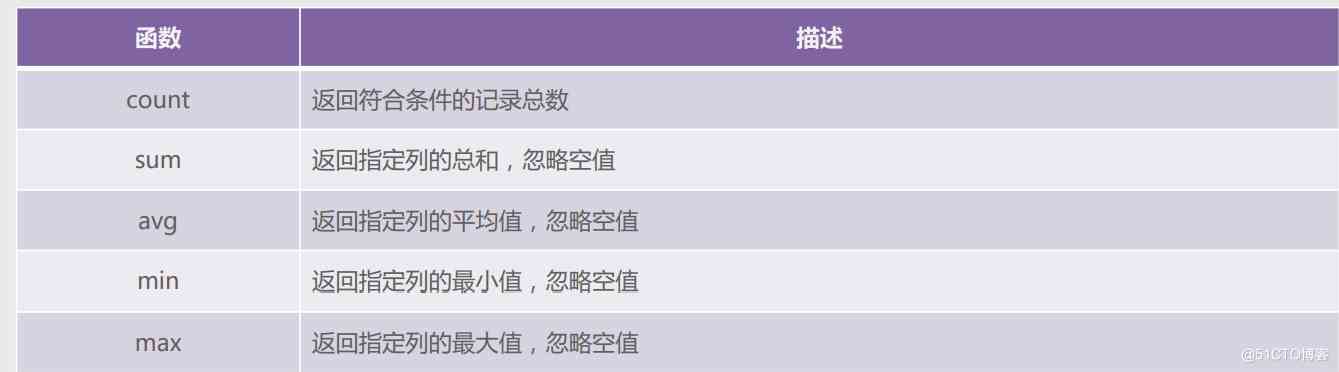 函数 描述
count 返回符合条件的记录总数
sum 返回指定列的总和，忽略空值
avg 返回指定列的平均值，忽略空值
min 返回指定列的最小值，忽略空值
max 返回指定列的最大值，忽略空值
@51CTO博客